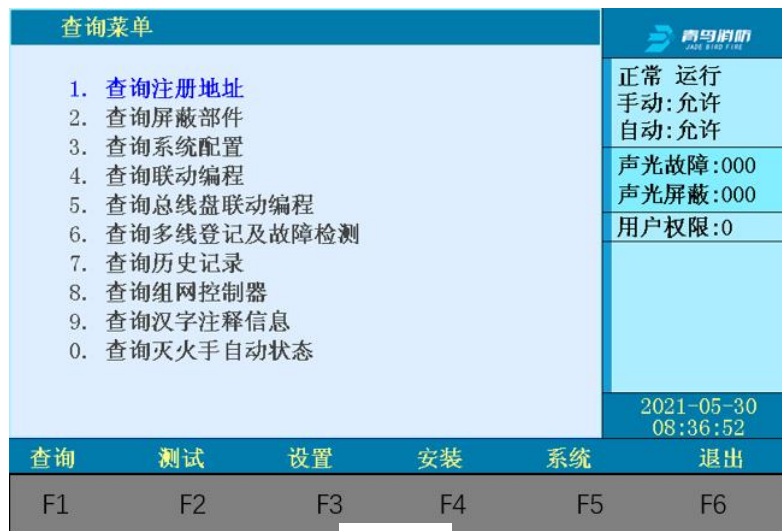 查询菜单
1. 查询注册地址
2. 查询屏蔽部件
3. 查询系统配置
4. 查询联动编程
5. 查询总线盘联动编程
6. 查询多线登记及故障检测
7. 查询历史记录
8. 查询组网控制器
9. 查询汉字注释信息
0. 查询灭火手自动状态
青鸟消防
JADE BIRD FIRE
正常 运行
手动:允许
自动:允许
声光故障:000
声光屏蔽:000
用户权限:0
2021-05-30
08:36:52
查询 测试 设置 安装 系统 退出
F1 F2 F3 F4 F5 F6